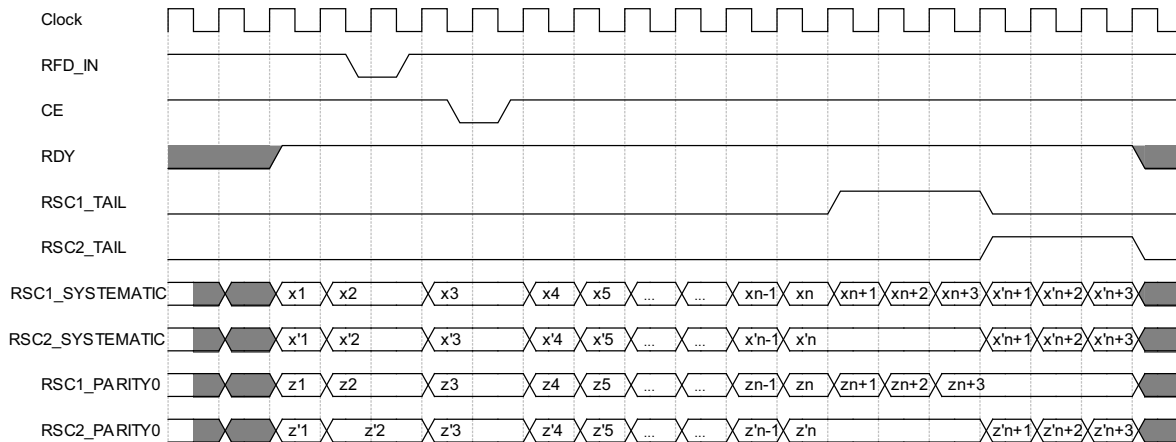 Clock
RFD_IN
CE
RDY
RSC1_TAIL
RSC2_TAIL
RSC1_SYSTEMATIC x1 x2 x3 x4 x5 ... ... xn-1 xn xn+1 xn+2 xn+3 x'n+1 x'n+2 x'n+3
RSC2_SYSTEMATIC x'1 x'2 x'3 x'4 x'5 ... ... x'n-1 x'n x'n+1 x'n+2 x'n+3
RSC1_PARITY0 z1 z2 z3 z4 z5 ... ... zn-1 zn zn+1 zn+2 zn+3
RSC2_PARITY0 z'1 z'2 z'3 z'4 z'5 ... ... z'n-1 z'n z'n+1 z'n+2 z'n+3